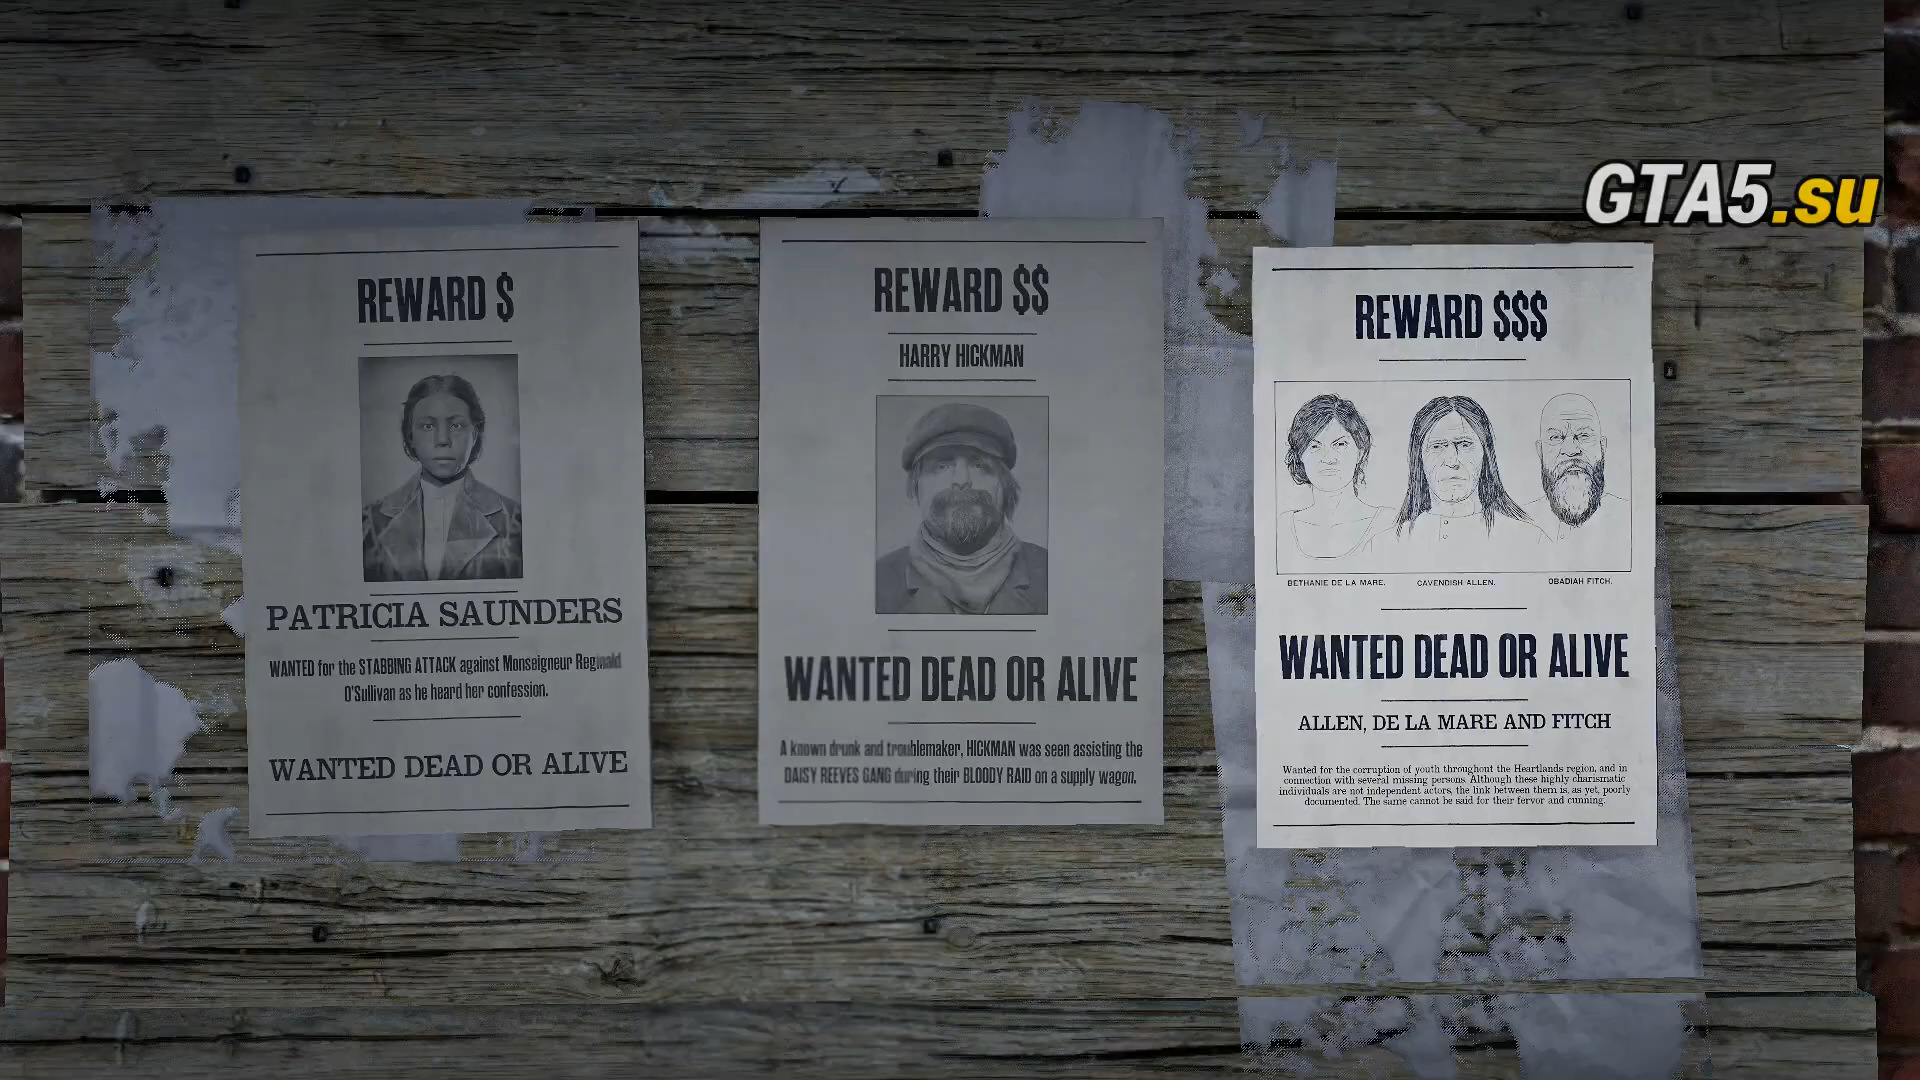 GTA5.su
REWARD $
PATRICIA SAUNDERS
WANTED for the STABBING ATTACK against Monseigneur Reginald
O'Sullivan as he heard her confession.
WANTED DEAD OR ALIVE
REWARD $$
HARRY HICKMAN
WANTED DEAD OR ALIVE
A known drunk and troublemaker, HICKMAN was seen assisting the
DAISY REEVES GANG during their BLOODY RAID on a supply wagon.
REWARD $$$
BETHANIE DE LA MARE. CAVENDISH ALLEN. OBADIAH FITCH.
WANTED DEAD OR ALIVE
ALLEN, DE LA MARE AND FITCH
Wanted for the corruption of youth throughout the Heartlands region, and in
connection with several missing persons. Although these highly charismatic
individuals are not independent actors, the link between them is, as yet, poorly
documented. The same cannot be said for their fervor and cunning.